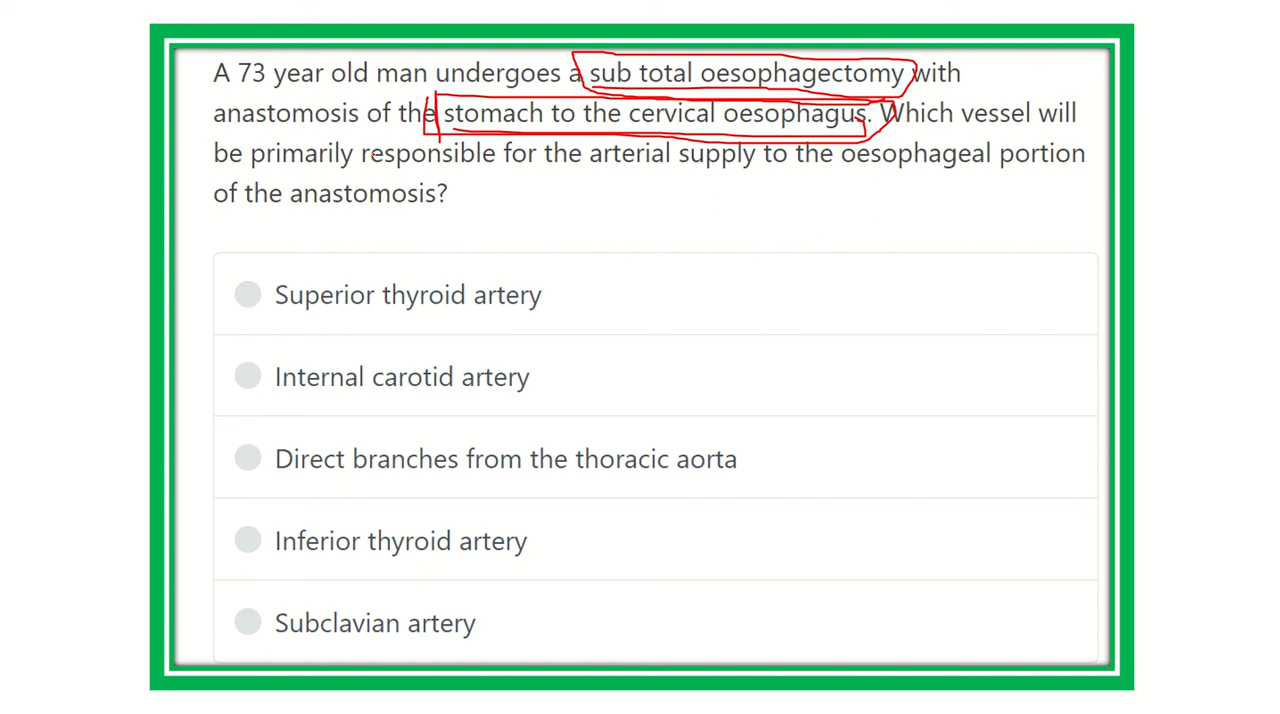 A 73 year old man undergoes a sub total oesophagectomy with
anastomosis of the stomach to the cervical oesophagus. Which vessel will
be primarily responsible for the arterial supply to the oesophageal portion
of the anastomosis?
Superior thyroid artery
Internal carotid artery
Direct branches from the thoracic aorta
Inferior thyroid artery
Subclavian artery